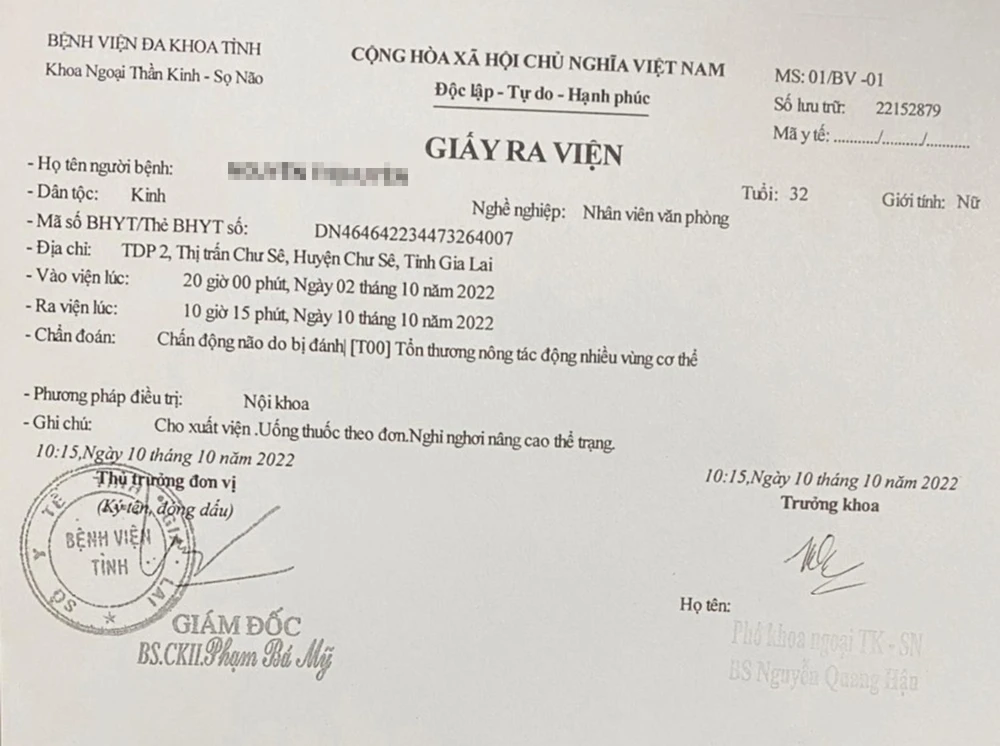 BỆNH VIỆN ĐA KHOA TỈNH
Khoa Ngoại Thần Kinh - Sọ Não
CỘNG HÒA XÃ HỘI CHỦ NGHĨA VIỆT NAM
Độc lập - Tự do - Hạnh phúc
MS: 01/BV -01
Số lưu trữ: 22152879
Mã y tế: ........../........./..........
GIẤY RA VIỆN
- Họ tên người bệnh:
Tuổi: 32 Giới tính: Nữ
- Dân tộc: Kinh
Nghề nghiệp: Nhân viên văn phòng
- Mã số BHYT/Thẻ BHYT số: DN464642234473264007
- Địa chỉ: TDP 2, Thị trấn Chư Sê, Huyện Chư Sê, Tỉnh Gia Lai
- Vào viện lúc: 20 giờ 00 phút, Ngày 02 tháng 10 năm 2022
- Ra viện lúc: 10 giờ 15 phút, Ngày 10 tháng 10 năm 2022
- Chẩn đoán: Chấn động não do bị đánh| [T00] Tổn thương nông tác động nhiều vùng cơ thể
- Phương pháp điều trị: Nội khoa
- Ghi chú: Cho xuất viện .Uống thuốc theo đơn.Nghỉ nghơi nâng cao thể trạng.
10:15,Ngày 10 tháng 10 năm 2022
Thủ trưởng đơn vị
(Ký tên, đóng dấu)
SỞ Y TẾ GIA LAI
BỆNH VIỆN
TỈNH
GIÁM ĐỐC
BS.CKII.Phạm Bá Mỹ
10:15,Ngày 10 tháng 10 năm 2022
Trưởng khoa
Họ tên:
Phó khoa ngoại TK - SN
BS Nguyễn Quang Hậu